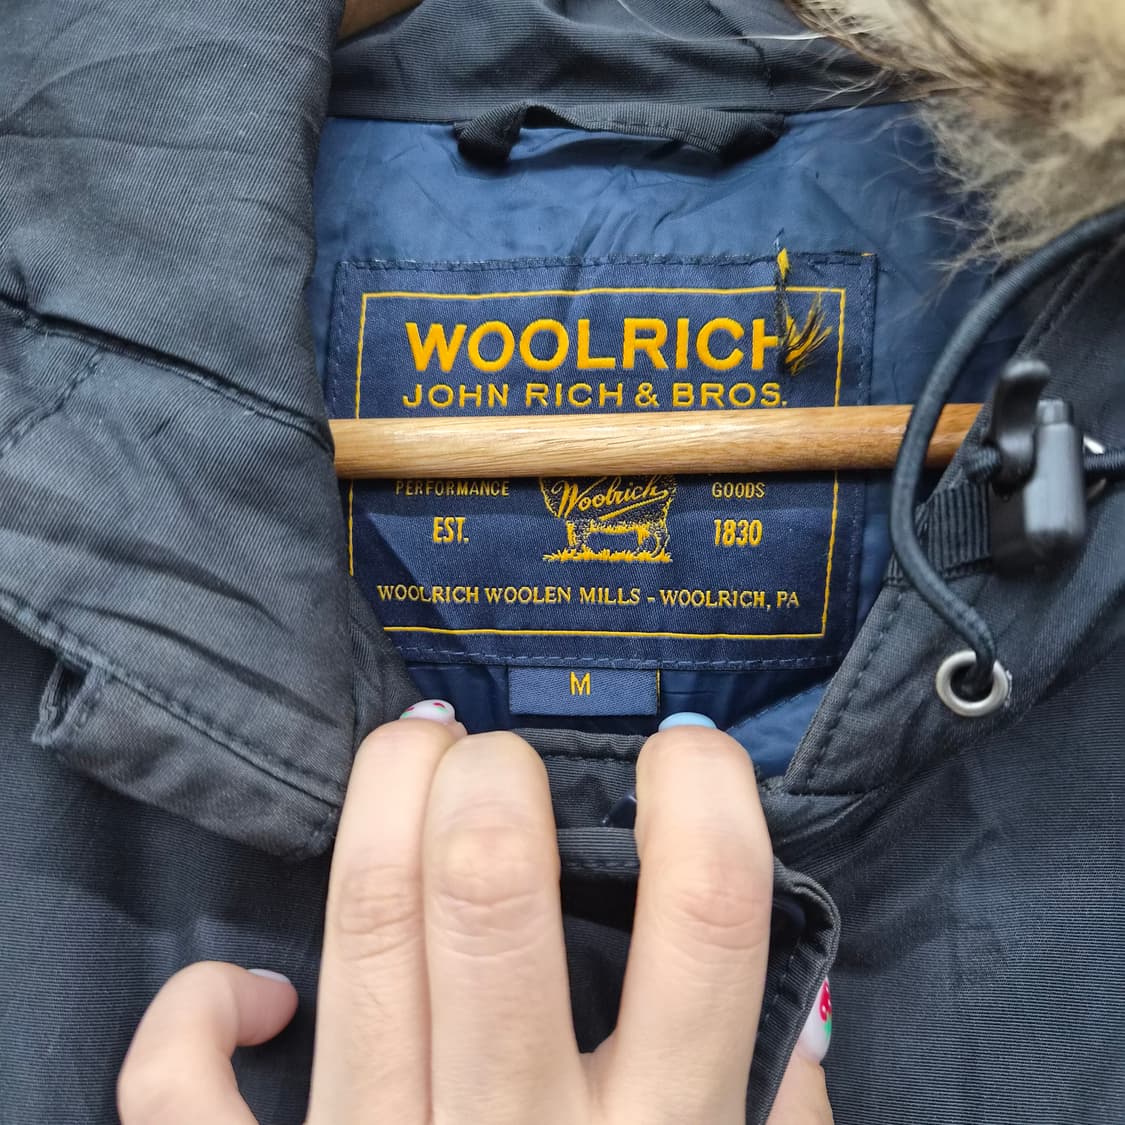 WOOLRICH
JOHN RICH & BROS.
PERFORMANCE
GOODS
Woolrich
EST.
1830
WOOLRICH WOOLEN MILLS - WOOLRICH, PA
M